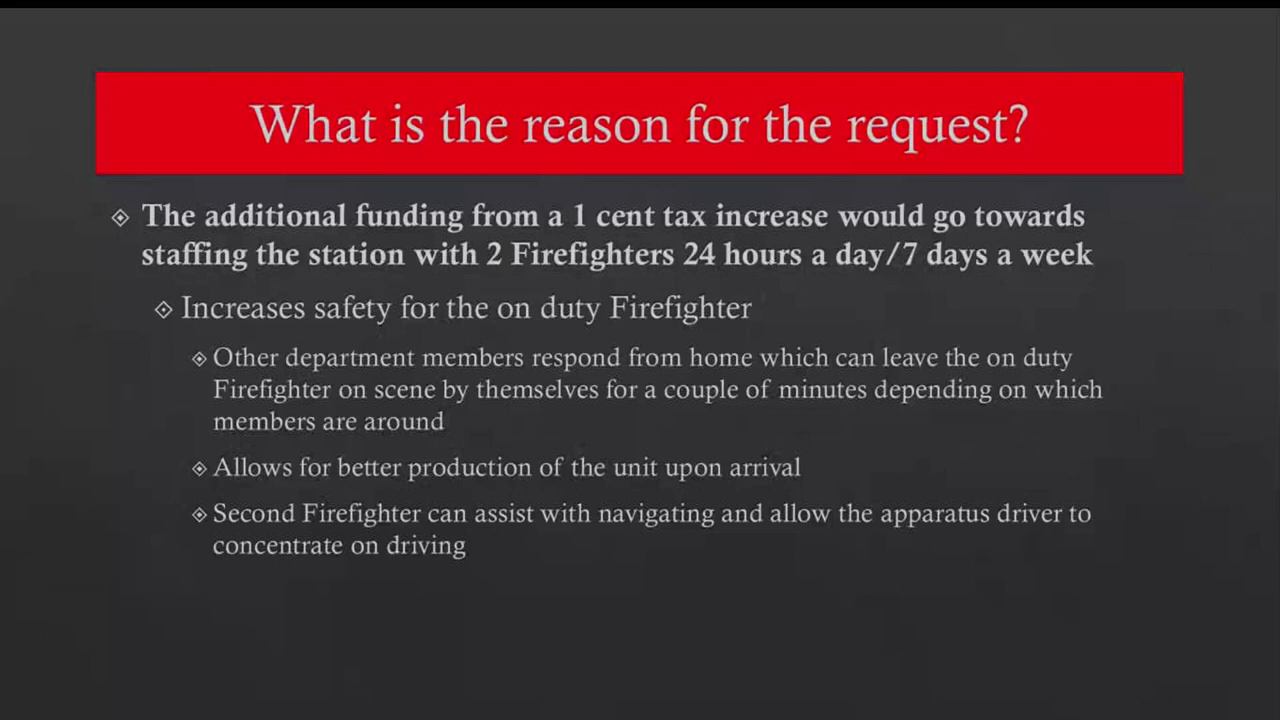 What is the reason for the request?
The additional funding from a 1 cent tax increase would go towards
staffing the station with 2 Firefighters 24 hours a day/7 days a week
Increases safety for the on duty Firefighter
Other department members respond from home which can leave the on duty
Firefighter on scene by themselves for a couple of minutes depending on which
members are around
Allows for better production of the unit upon arrival
Second Firefighter can assist with navigating and allow the apparatus driver to
concentrate on driving